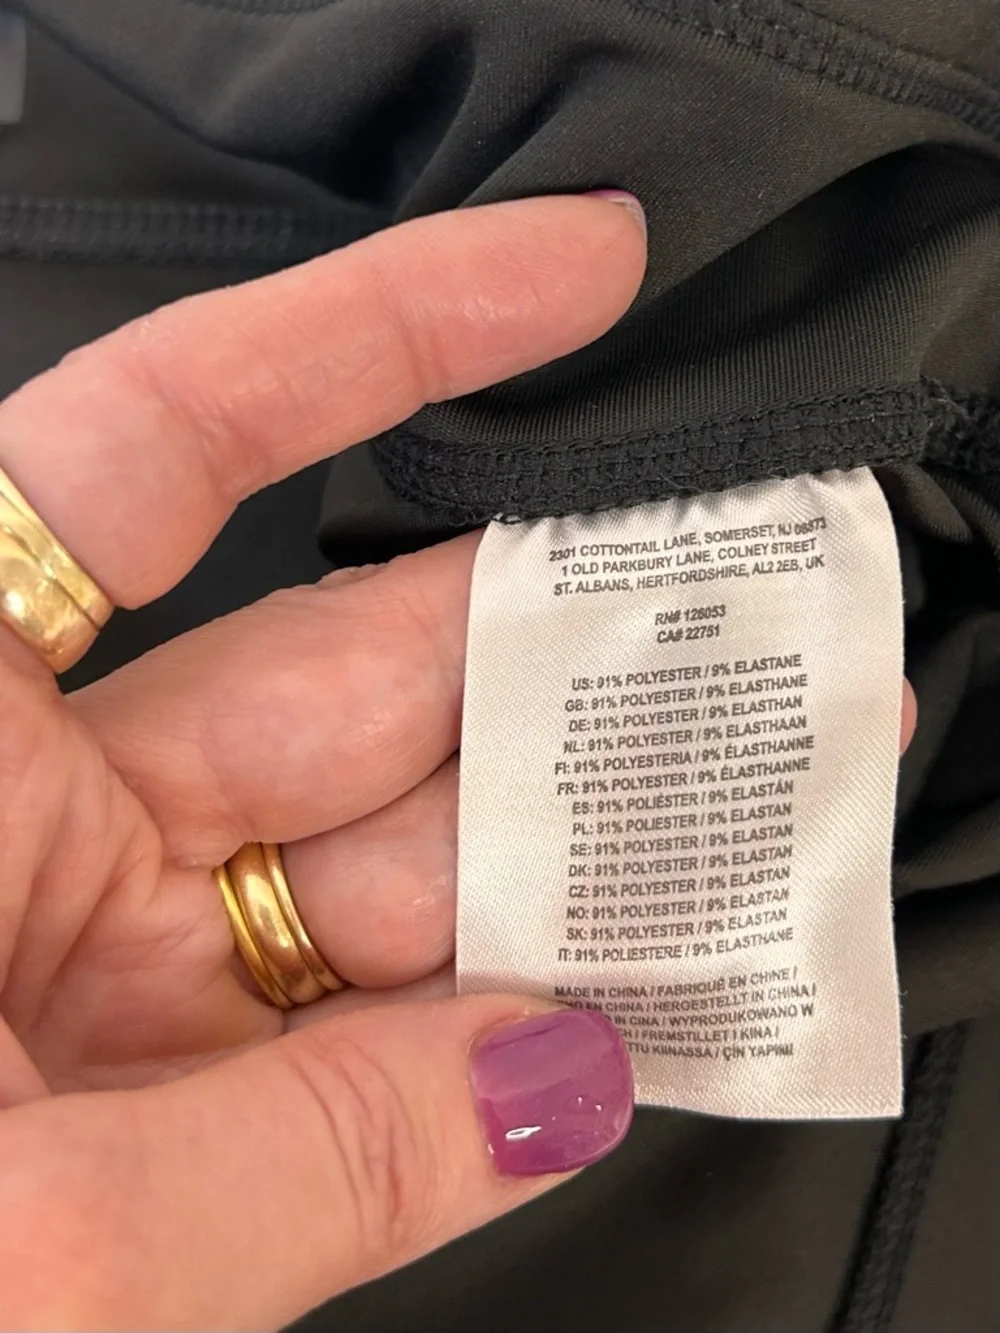 2301 COTTONTAIL LANE, SOMERSET, NJ 08873
1 OLD PARKBURY LANE, COLNEY STREET
ST. ALBANS, HERTFORDSHIRE, AL2 2EB, UK
RN# 126053
CA# 22751
US: 91% POLYESTER / 9% ELASTANE
GB: 91% POLYESTER / 9% ELASTHANE
DE: 91% POLYESTER / 9% ELASTHAN
NL: 91% POLYESTER / 9% ELASTHAAN
FI: 91% POLYESTERIA / 9% ÉLASTHANNE
FR: 91% POLYESTER / 9% ÉLASTHANNE
ES: 91% POLIÉSTER / 9% ELASTÁN
PL: 91% POLIESTER / 9% ELASTAN
SE: 91% POLYESTER / 9% ELASTAN
DK: 91% POLYESTER / 9% ELASTAN
CZ: 91% POLYESTER / 9% ELASTAN
NO: 91% POLYESTER / 9% ELASTAN
SK: 91% POLYESTER / 9% ELASTAN
IT: 91% POLIESTERE / 9% ELASTHANE
MADE IN CHINA / FABRIQUÉ EN CHINE /
EN CHINA / HERGESTELLT IN CHINA /
IN CINA / WYPRODUKOWANO W
/ FREMSTILLET I KINA /
KIINASSA / ÇIN YAPIMI